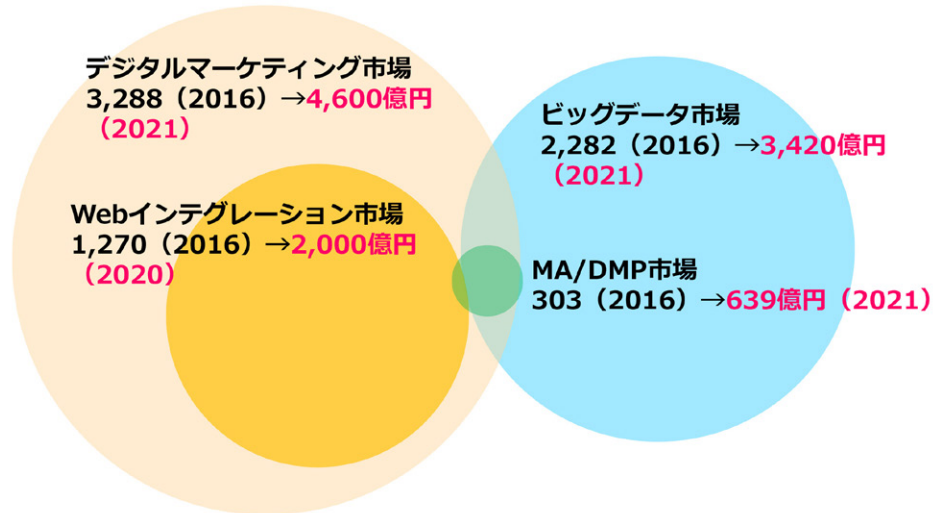 デジタルマーケティング市場
3,288（2016）→4,600億円
（2021）
Webインテグレーション市場
1,270（2016）→2,000億円
（2020）
ビッグデータ市場
2,282（2016）→3,420億円
（2021）
MA/DMP市場
303（2016）→639億円（2021）